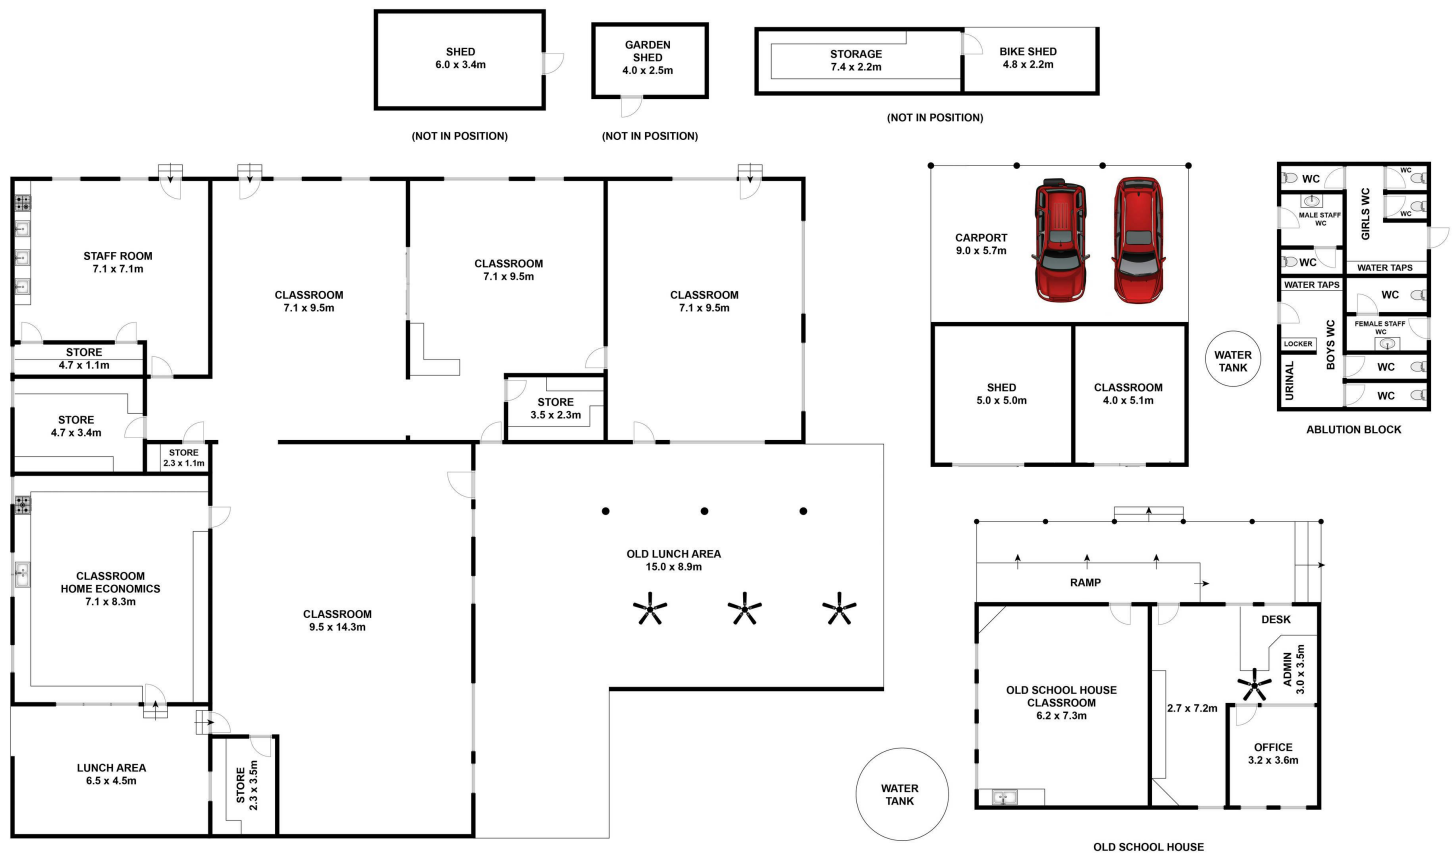 SHED
6.0 x 3.4m
(NOT IN POSITION)
GARDEN
SHED
4.0 x 2.5m
(NOT IN POSITION)
STORAGE
7.4 x 2.2m
BIKE SHED
4.8 x 2.2m
(NOT IN POSITION)
STAFF ROOM
7.1 x 7.1m
CLASSROOM
7.1 x 9.5m
CLASSROOM
7.1 x 9.5m
CLASSROOM
7.1 x 9.5m
STORE
4.7 x 1.1m
STORE
4.7 x 3.4m
STORE
2.3 x 1.1m
STORE
3.5 x 2.3m
CLASSROOM
HOME ECONOMICS
7.1 x 8.3m
CLASSROOM
9.5 x 14.3m
OLD LUNCH AREA
15.0 x 8.9m
LUNCH AREA
6.5 x 4.5m
STORE
2.3 x 3.5m
CARPORT
9.0 x 5.7m
SHED
5.0 x 5.0m
CLASSROOM
4.0 x 5.1m
WATER
TANK
WC
WC
MALE STAFF
WC
GIRLS WC
WC
WC
WATER TAPS
WATER TAPS
WC
FEMALE STAFF
WC
LOCKER
BOYS WC
URINAL
WC
WC
ABLUTION BLOCK
RAMP
DESK
ADMIN
3.0 x 3.5m
OLD SCHOOL HOUSE
CLASSROOM
6.2 x 7.3m
2.7 x 7.2m
OFFICE
3.2 x 3.6m
WATER
TANK
OLD SCHOOL HOUSE